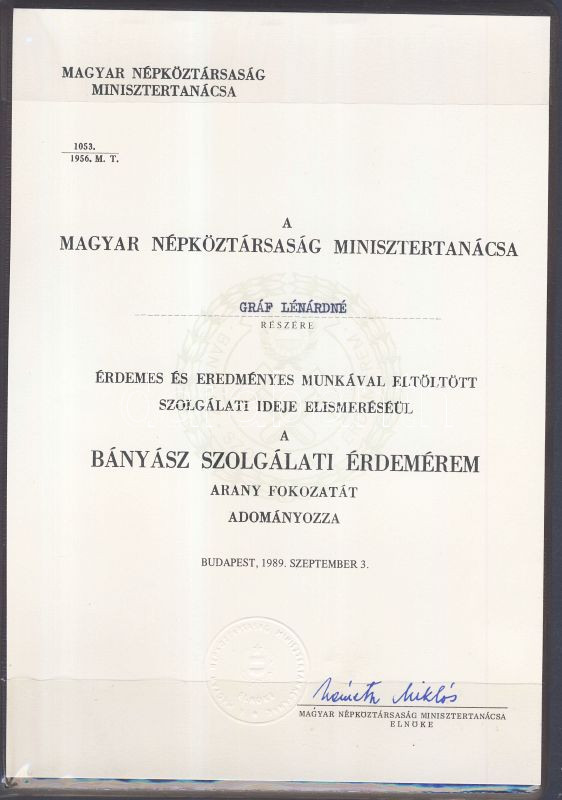 MAGYAR NÉPKÖZTÁRSASÁG
MINISZTERTANÁCSA
1053.
1956. M. T.
A
MAGYAR NÉPKÖZTÁRSASÁG MINISZTERTANÁCSA
GRÁF LÉNÁRDNÉ
RÉSZÉRE
ÉRDEMES ÉS EREDMÉNYES MUNKÁVAL ELTÖLTÖTT
SZOLGÁLATI IDEJE ELISMERÉSÉÜL
A
BÁNYÁSZ SZOLGÁLATI ÉRDEMÉREM
ARANY FOKOZATÁT
ADOMÁNYOZZA
BUDAPEST, 1989. SZEPTEMBER 3.
Németh Miklós
MAGYAR NÉPKÖZTÁRSASÁG MINISZTERTANÁCSA
ELNÖKE